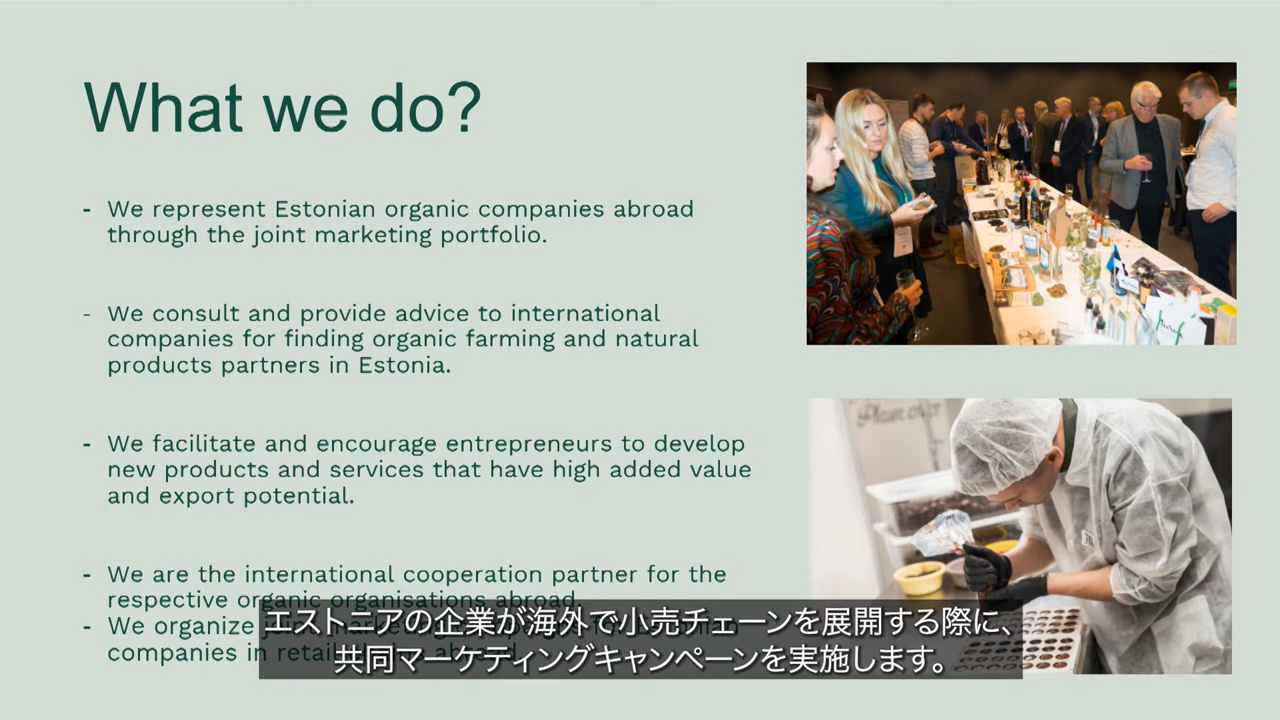 What we do?
- We represent Estonian organic companies abroad
through the joint marketing portfolio.
- We consult and provide advice to international
companies for finding organic farming and natural
products partners in Estonia.
- We facilitate and encourage entrepreneurs to develop
new products and services that have high added value
and export potential.
- We are the international cooperation partner for the
respective organic organisations abroad.
- We organize
companies in retail
エストニアの企業が海外で小売チェーンを展開する際に、
共同マーケティングキャンペーンを実施します。